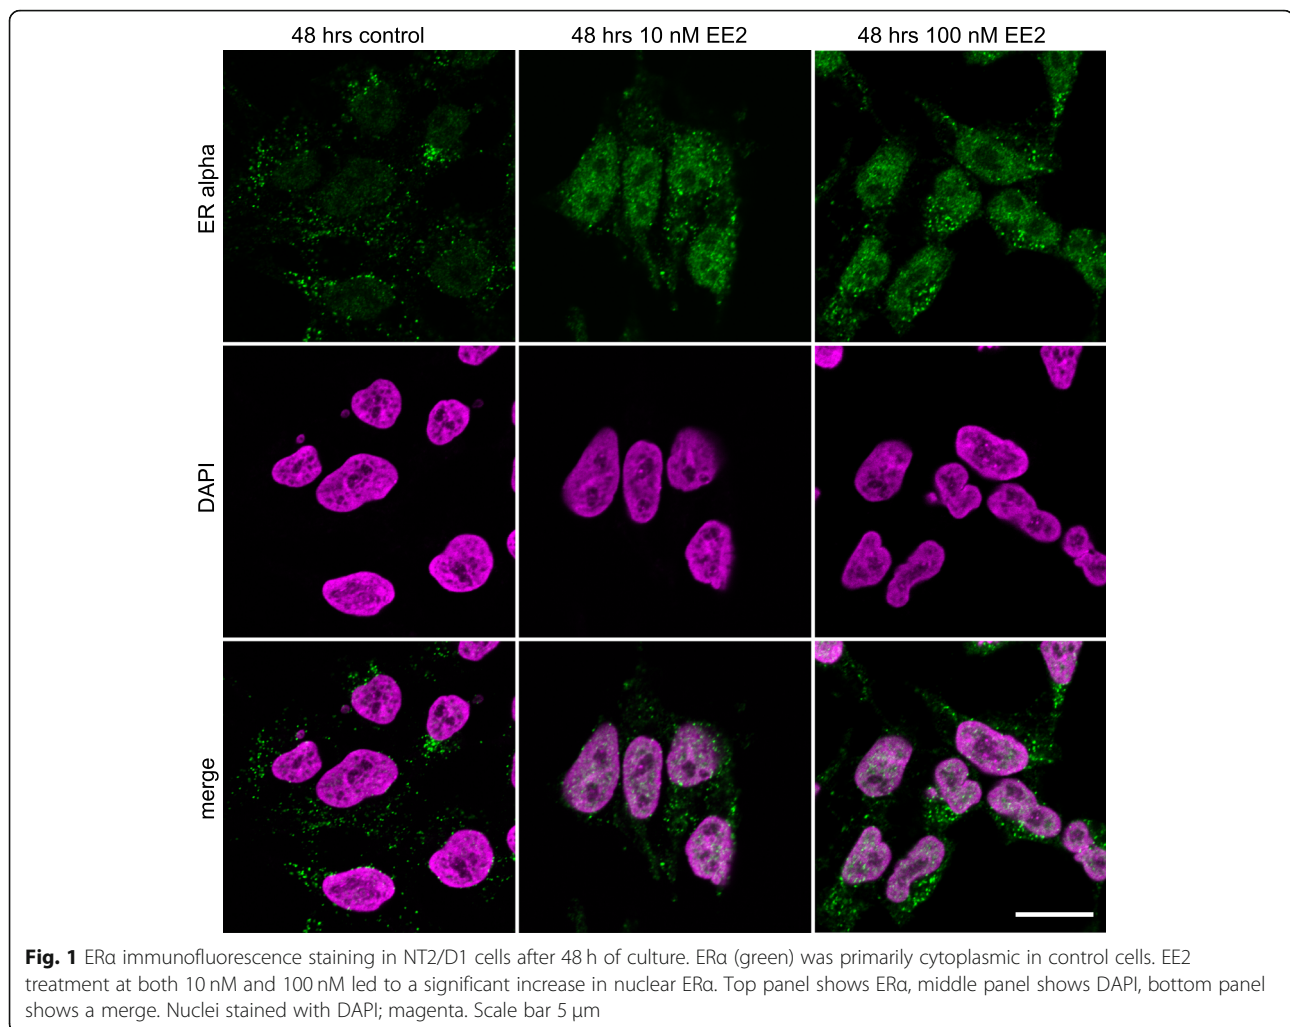 48 hrs control
48 hrs 10 nM EE2
48 hrs 100 nM EE2
ER alpha
DAPI
merge
Fig. 1 ERα immunofluorescence staining in NT2/D1 cells after 48 h of culture. ERα (green) was primarily cytoplasmic in control cells. EE2
treatment at both 10 nM and 100 nM led to a significant increase in nuclear ERα. Top panel shows ERα, middle panel shows DAPI, bottom panel
shows a merge. Nuclei stained with DAPI; magenta. Scale bar 5 μm